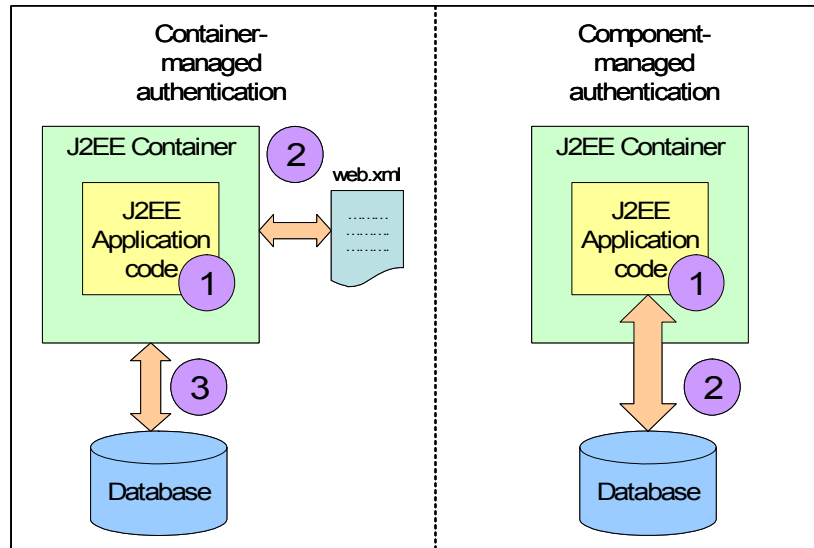 Container-
managed
authentication
J2EE Container
2
web.xml
J2EE
Application
code
1
3
Database
Component-
managed
authentication
J2EE Container
J2EE
Application
code
1
2
Database